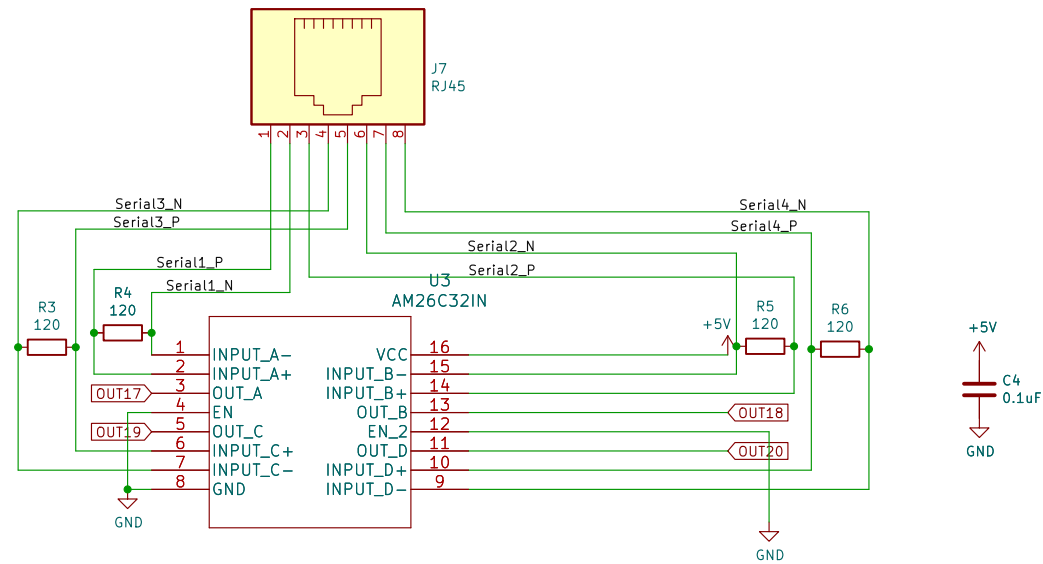 J7
RJ45
1 2 3 4 5 6 7 8
Serial3_N
Serial4_N
Serial3_P
Serial4_P
Serial2_N
Serial1_P
Serial2_P
Serial1_N
U3
AM26C32IN
R3
120
R4
120
R5
120
R6
120
+5V
+5V
C4
0.1uF
GND
1 INPUT_A-
2 INPUT_A+
OUT17 3 OUT_A
4 EN
OUT19 5 OUT_C
6 INPUT_C+
7 INPUT_C-
8 GND
VCC 16
INPUT_B- 15
INPUT_B+ 14
OUT_B 13 OUT18
EN_2 12
OUT_D 11 OUT20
INPUT_D+ 10
INPUT_D- 9
GND
GND